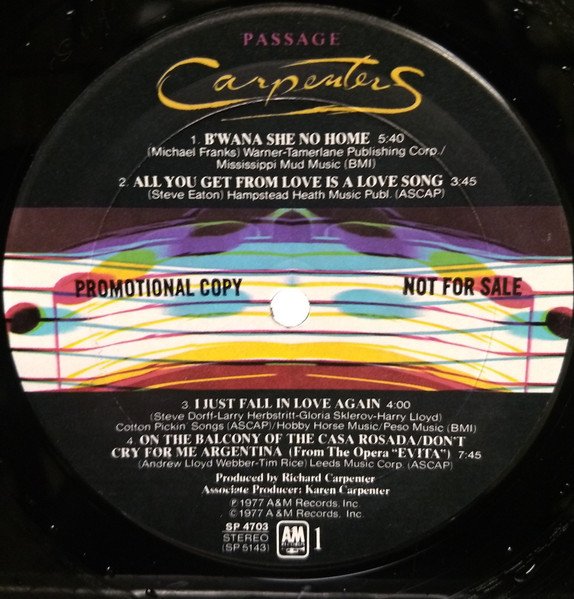 PASSAGE
Carpenters
1. B'WANA SHE NO HOME 5:40
(Michael Franks) Warner-Tamerlane Publishing Corp./
Mississippi Mud Music (BMI)
2. ALL YOU GET FROM LOVE IS A LOVE SONG 3:45
(Steve Eaton) Hampstead Heath Music Publ. (ASCAP)
PROMOTIONAL COPY NOT FOR SALE
3. I JUST FALL IN LOVE AGAIN 4:00
(Steve Dorff-Larry Herbstritt-Gloria Sklerov-Harry Lloyd)
Cotton Pickin' Songs (ASCAP)/Hobby Horse Music/Peso Music (BMI)
4. ON THE BALCONY OF THE CASA ROSADA/DON'T
CRY FOR ME ARGENTINA (From The Opera "EVITA") 7:45
(Andrew Lloyd Webber-Tim Rice) Leeds Music Corp. (ASCAP)
Produced by Richard Carpenter
Associate Producer: Karen Carpenter
℗ 1977 A&M Records, Inc.
© 1977 A&M Records, Inc.
SP 4703
STEREO
(SP 5143)
A&M
RECORDS
1